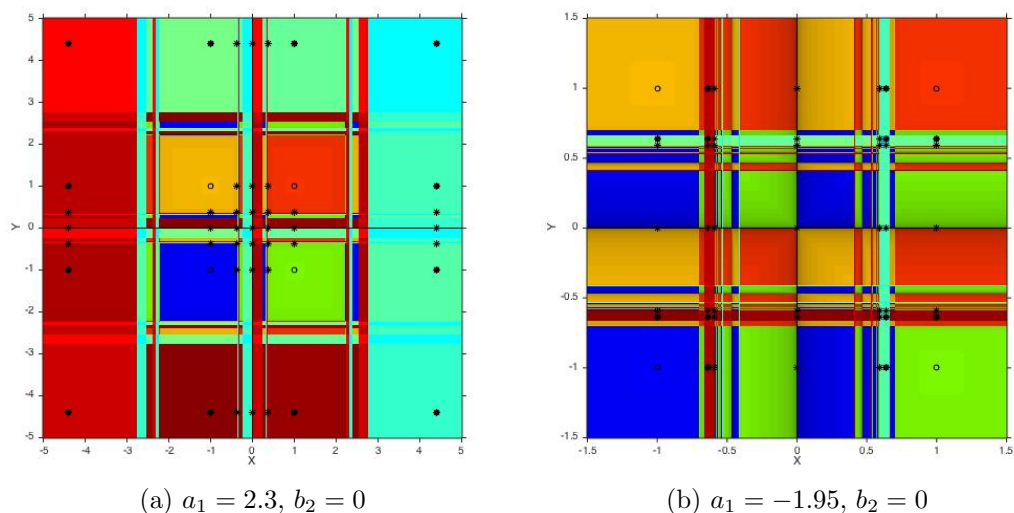 5
4
3
2
1
0
-1
-2
-3
-4
-5
Y
-5 -4 -3 -2 -1 0 1 2 3 4 5
X
1.5
1
0.5
0
-0.5
-1
-1.5
Y
-1.5 -1 -0.5 0 0.5 1 1.5
X
(a) a₁ = 2.3, b₂ = 0
(b) a₁ = −1.95, b₂ = 0